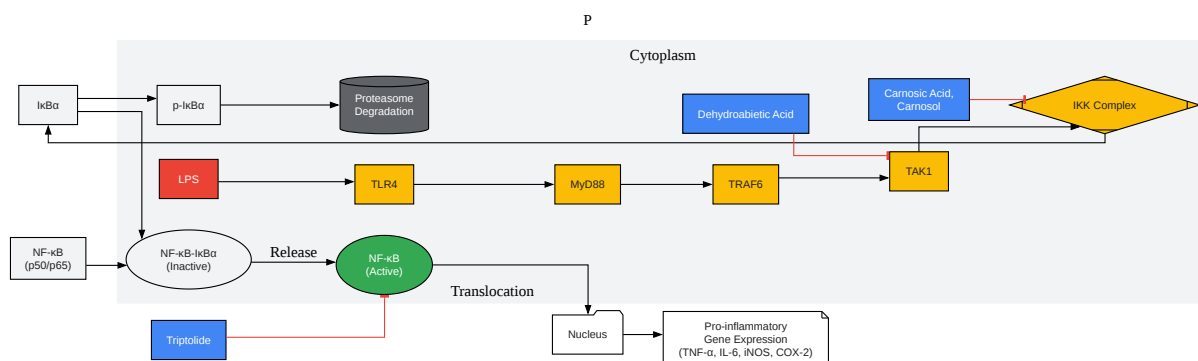 P
Cytoplasm
IκBα
p-IκBα
Proteasome
Degradation
Dehydroabietic Acid
Carnosic Acid,
Carnosol
IKK Complex
LPS
TLR4
MyD88
TRAF6
TAK1
NF-κB
(p50/p65)
NF-κB-IκBα
(Inactive)
Release
NF-κB
(Active)
Translocation
Triptolide
Nucleus
Pro-inflammatory
Gene Expression
(TNF-α, IL-6, iNOS, COX-2)